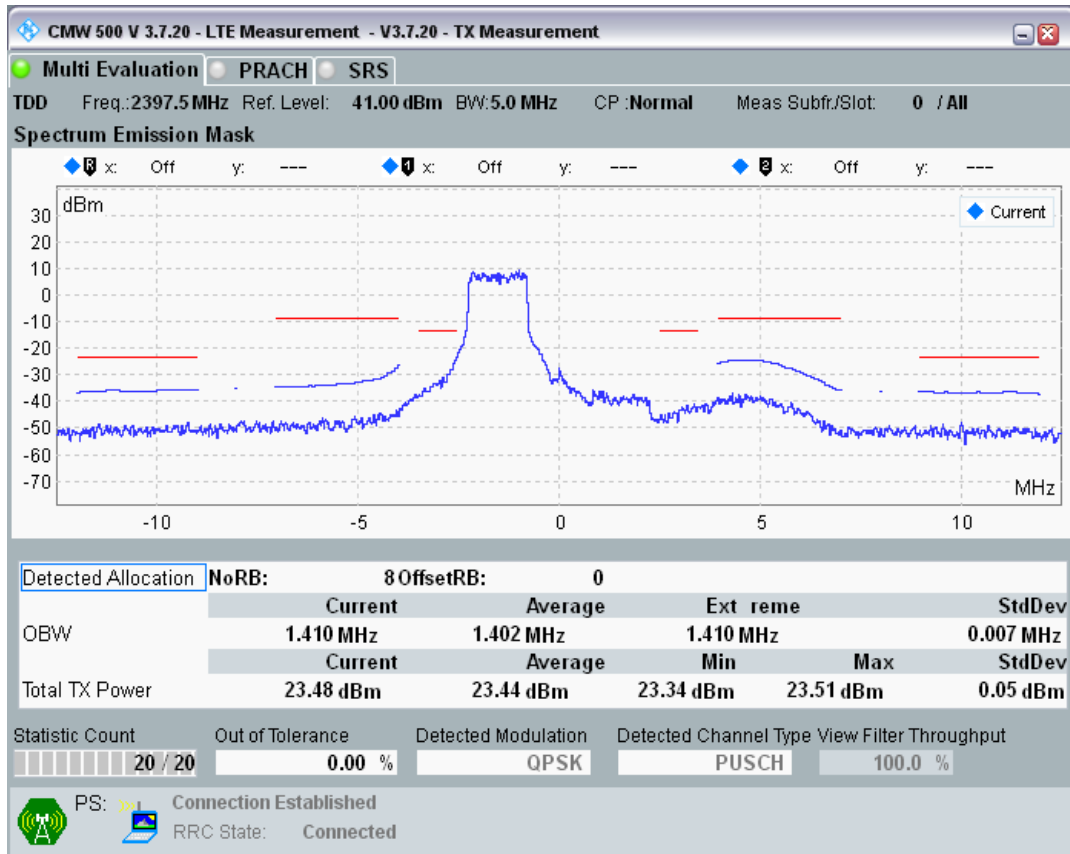 CMW 500 V 3.7.20 - LTE Measurement - V3.7.20 - TX Measurement
Multi Evaluation PRACH SRS
TDD Freq.:2397.5 MHz Ref. Level: 41.00 dBm BW:5.0 MHz CP :Normal Meas Subfr./Slot: 0 / All
Spectrum Emission Mask
R x: Off y: --- 1 x: Off y: --- 2 x: Off y: ---
dBm
Current
30
20
10
0
-10
-20
-30
-40
-50
-60
-70
MHz
-10 -5 0 5 10
Detected Allocation NoRB: 8 OffsetRB: 0
Current Average Ext reme StdDev
OBW 1.410 MHz 1.402 MHz 1.410 MHz 0.007 MHz
Current Average Min Max StdDev
Total TX Power 23.48 dBm 23.44 dBm 23.34 dBm 23.51 dBm 0.05 dBm
Statistic Count Out of Tolerance Detected Modulation Detected Channel Type View Filter Throughput
20 / 20 0.00 % QPSK PUSCH 100.0 %
PS: Connection Established
RRC State: Connected